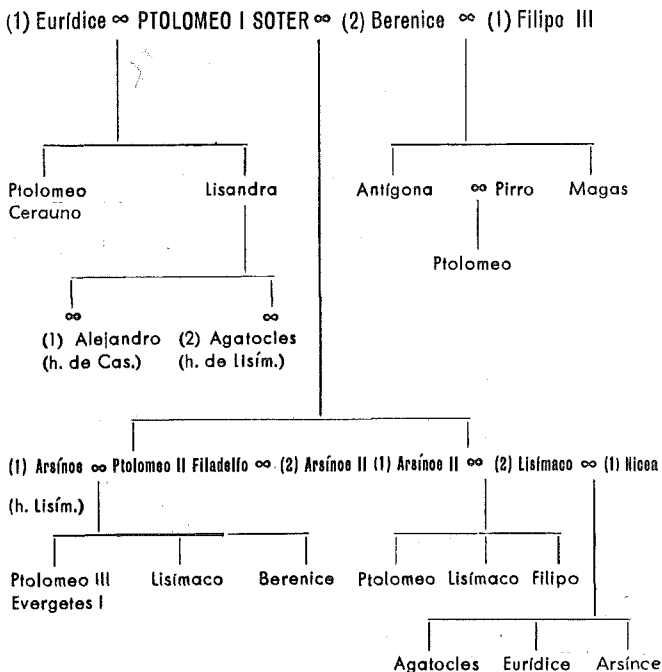 (1) Eurídice ∞ PTOLOMEO I SOTER ∞ (2) Berenice ∞ (1) Filipo III
Ptolomeo Lisandra Antígona ∞ Pirro Magas
Cerauno
Ptolomeo
∞ ∞
(1) Alejandro (2) Agatocles
(h. de Cas.) (h. de Lisím.)
(1) Arsínoe ∞ Ptolomeo II Filadelfo ∞ (2) Arsínoe II (1) Arsínoe II ∞ (2) Lisímaco ∞ (1) Nicea
(h. Lisím.)
Ptolomeo III Lisímaco Berenice Ptolomeo Lisímaco Filipo
Evergetes I
Agatocles Eurídice Arsínce